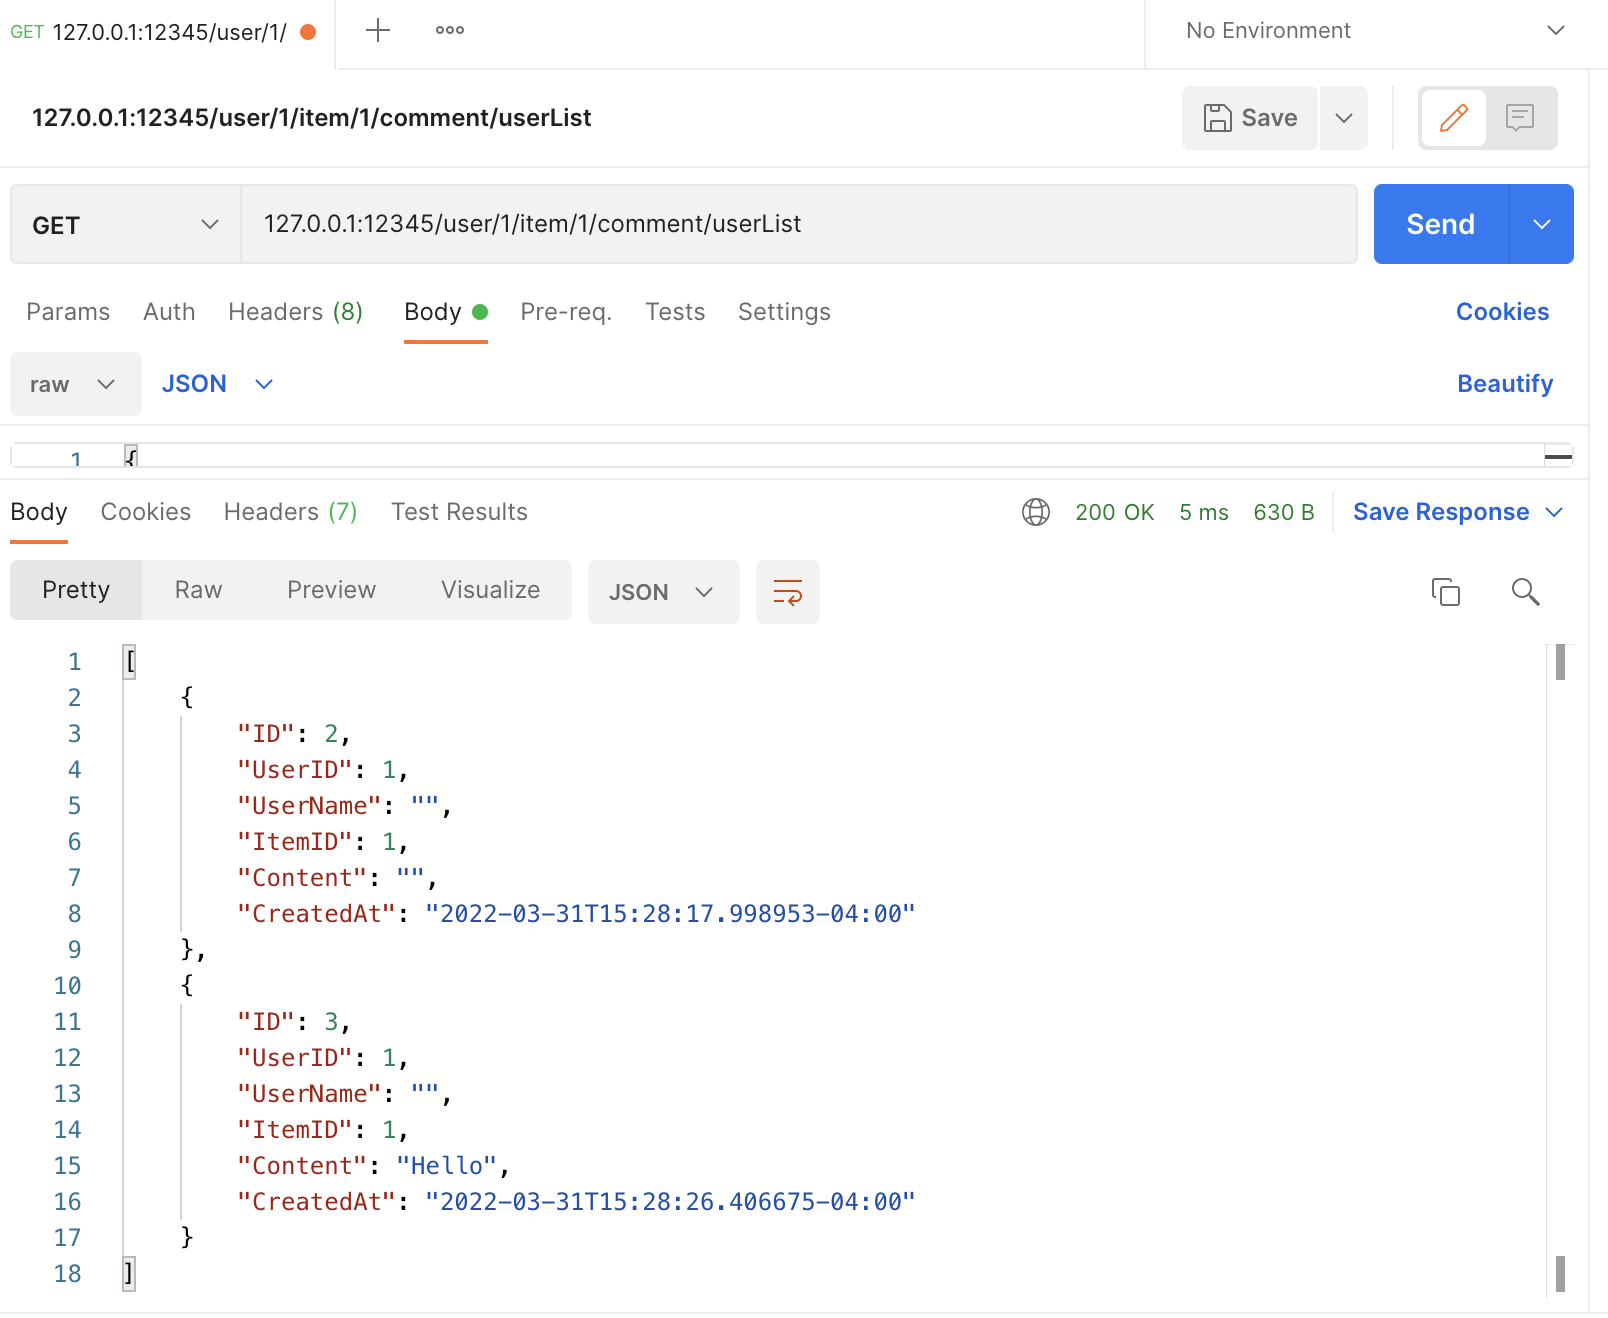 GET 127.0.0.1:12345/user/1/ No Environment
127.0.0.1:12345/user/1/item/1/comment/userList Save
GET 127.0.0.1:12345/user/1/item/1/comment/userList Send
Params Auth Headers (8) Body Pre-req. Tests Settings Cookies
raw JSON Beautify
1 {
Body Cookies Headers (7) Test Results 200 OK 5 ms 630 B Save Response
Pretty Raw Preview Visualize JSON
1 [
2 {
3 "ID": 2,
4 "UserID": 1,
5 "UserName": "",
6 "ItemID": 1,
7 "Content": "",
8 "CreatedAt": "2022-03-31T15:28:17.998953-04:00"
9 },
10 {
11 "ID": 3,
12 "UserID": 1,
13 "UserName": "",
14 "ItemID": 1,
15 "Content": "Hello",
16 "CreatedAt": "2022-03-31T15:28:26.406675-04:00"
17 }
18 ]